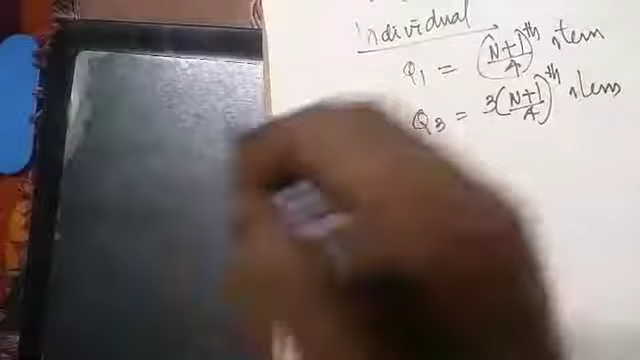 individual
Q₁ = (N+1/4)th item
Q₃ = 3(N+1/4)th item